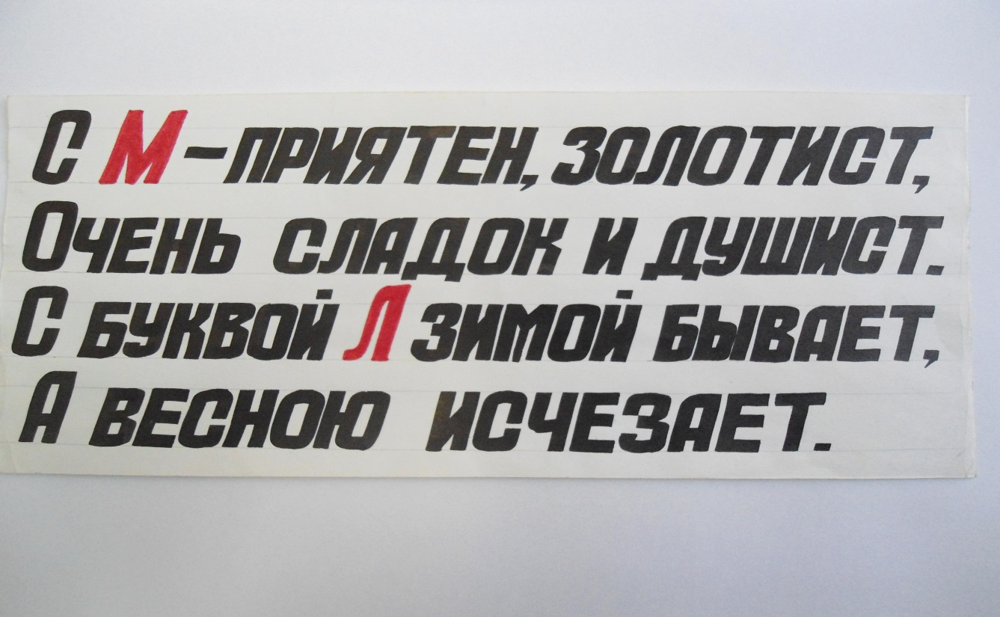 С М – ПРИЯТЕН, ЗОЛОТИСТ,
ОЧЕНЬ СЛАДОК И ДУШИСТ.
С БУКВОЙ Л ЗИМОЙ БЫВАЕТ,
А ВЕСНОЮ ИСЧЕЗАЕТ.